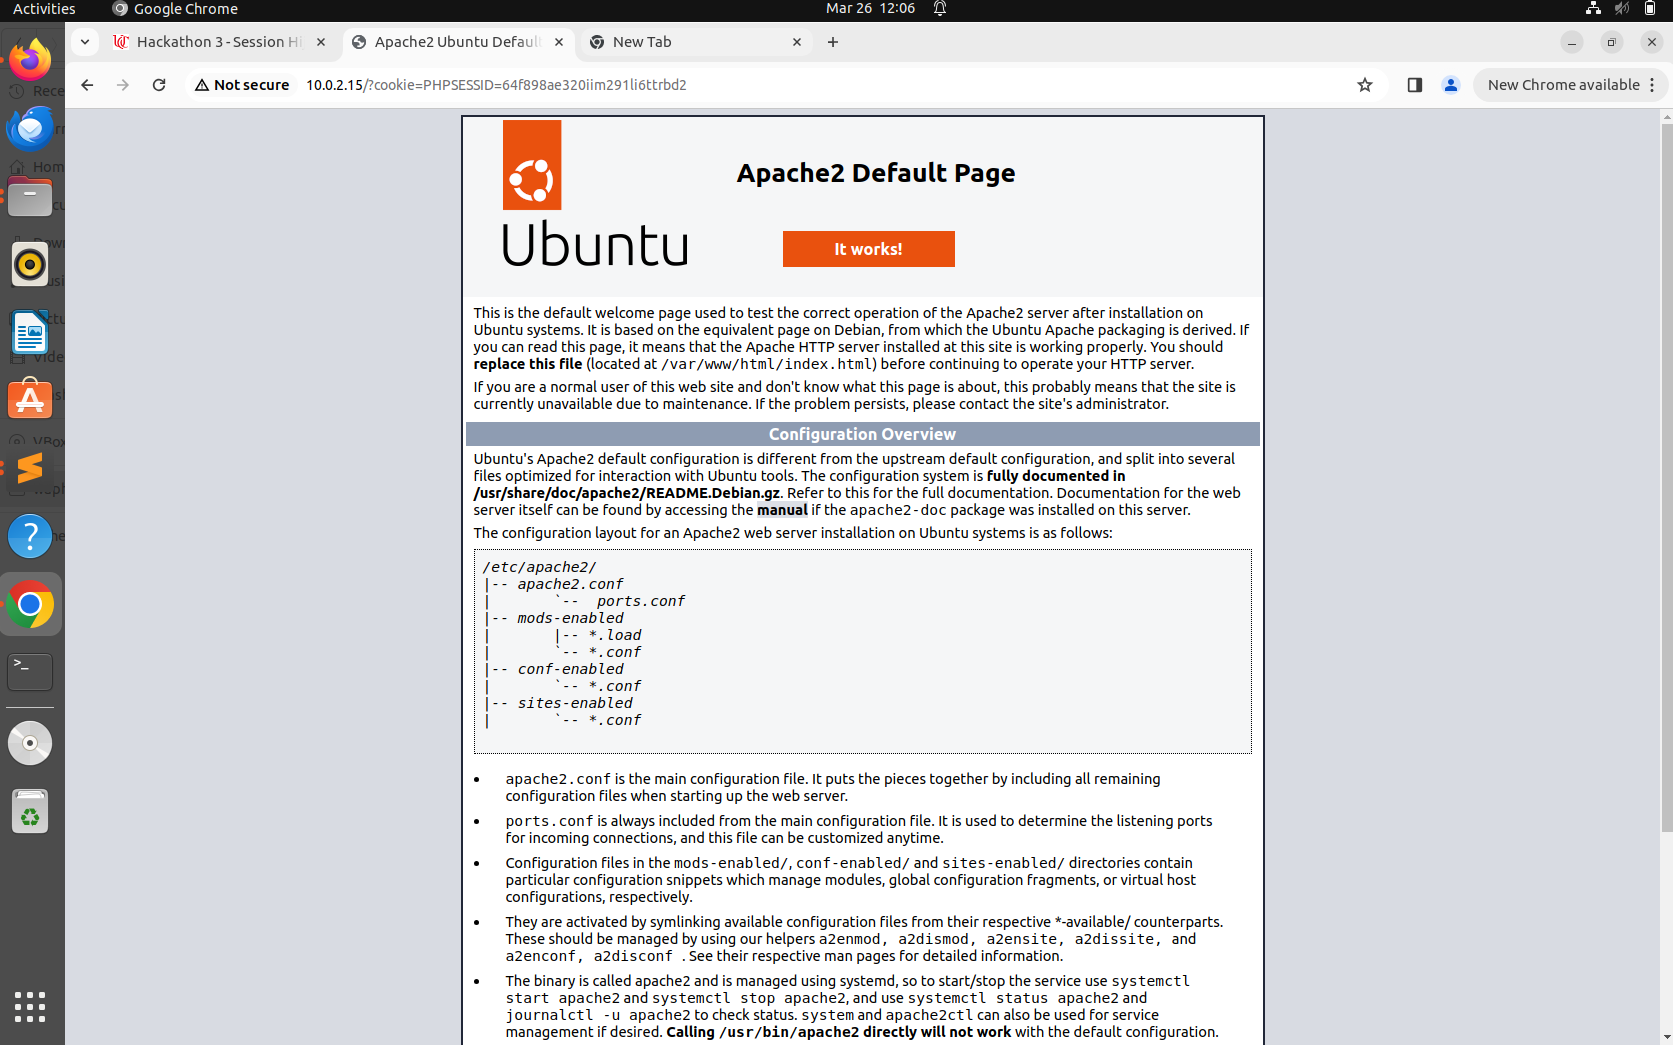 Activities
Google Chrome
Mar 26 12:06
Hackathon 3 - Session Hi
Apache2 Ubuntu Default
New Tab
Not secure
10.0.2.15/?cookie=PHPSESSID=64f898ae320iim291li6ttrbd2
New Chrome available
Apache2 Default Page
Ubuntu
It works!
This is the default welcome page used to test the correct operation of the Apache2 server after installation on
Ubuntu systems. It is based on the equivalent page on Debian, from which the Ubuntu Apache packaging is derived. If
you can read this page, it means that the Apache HTTP server installed at this site is working properly. You should
replace this file (located at /var/www/html/index.html) before continuing to operate your HTTP server.
If you are a normal user of this web site and don't know what this page is about, this probably means that the site is
currently unavailable due to maintenance. If the problem persists, please contact the site's administrator.
Configuration Overview
Ubuntu's Apache2 default configuration is different from the upstream default configuration, and split into several
files optimized for interaction with Ubuntu tools. The configuration system is fully documented in
/usr/share/doc/apache2/README.Debian.gz. Refer to this for the full documentation. Documentation for the web
server itself can be found by accessing the manual if the apache2-doc package was installed on this server.
The configuration layout for an Apache2 web server installation on Ubuntu systems is as follows:
/etc/apache2/
|-- apache2.conf
|       `--  ports.conf
|-- mods-enabled
|       |-- *.load
|       `-- *.conf
|-- conf-enabled
|       `-- *.conf
|-- sites-enabled
|       `-- *.conf
• apache2.conf is the main configuration file. It puts the pieces together by including all remaining
configuration files when starting up the web server.
• ports.conf is always included from the main configuration file. It is used to determine the listening ports
for incoming connections, and this file can be customized anytime.
• Configuration files in the mods-enabled/, conf-enabled/ and sites-enabled/ directories contain
particular configuration snippets which manage modules, global configuration fragments, or virtual host
configurations, respectively.
• They are activated by symlinking available configuration files from their respective *-available/ counterparts.
These should be managed by using our helpers a2enmod, a2dismod, a2ensite, a2dissite, and
a2enconf, a2disconf . See their respective man pages for detailed information.
• The binary is called apache2 and is managed using systemd, so to start/stop the service use systemctl
start apache2 and systemctl stop apache2, and use systemctl status apache2 and
journalctl -u apache2 to check status. system and apache2ctl can also be used for service
management if desired. Calling /usr/bin/apache2 directly will not work with the default configuration.